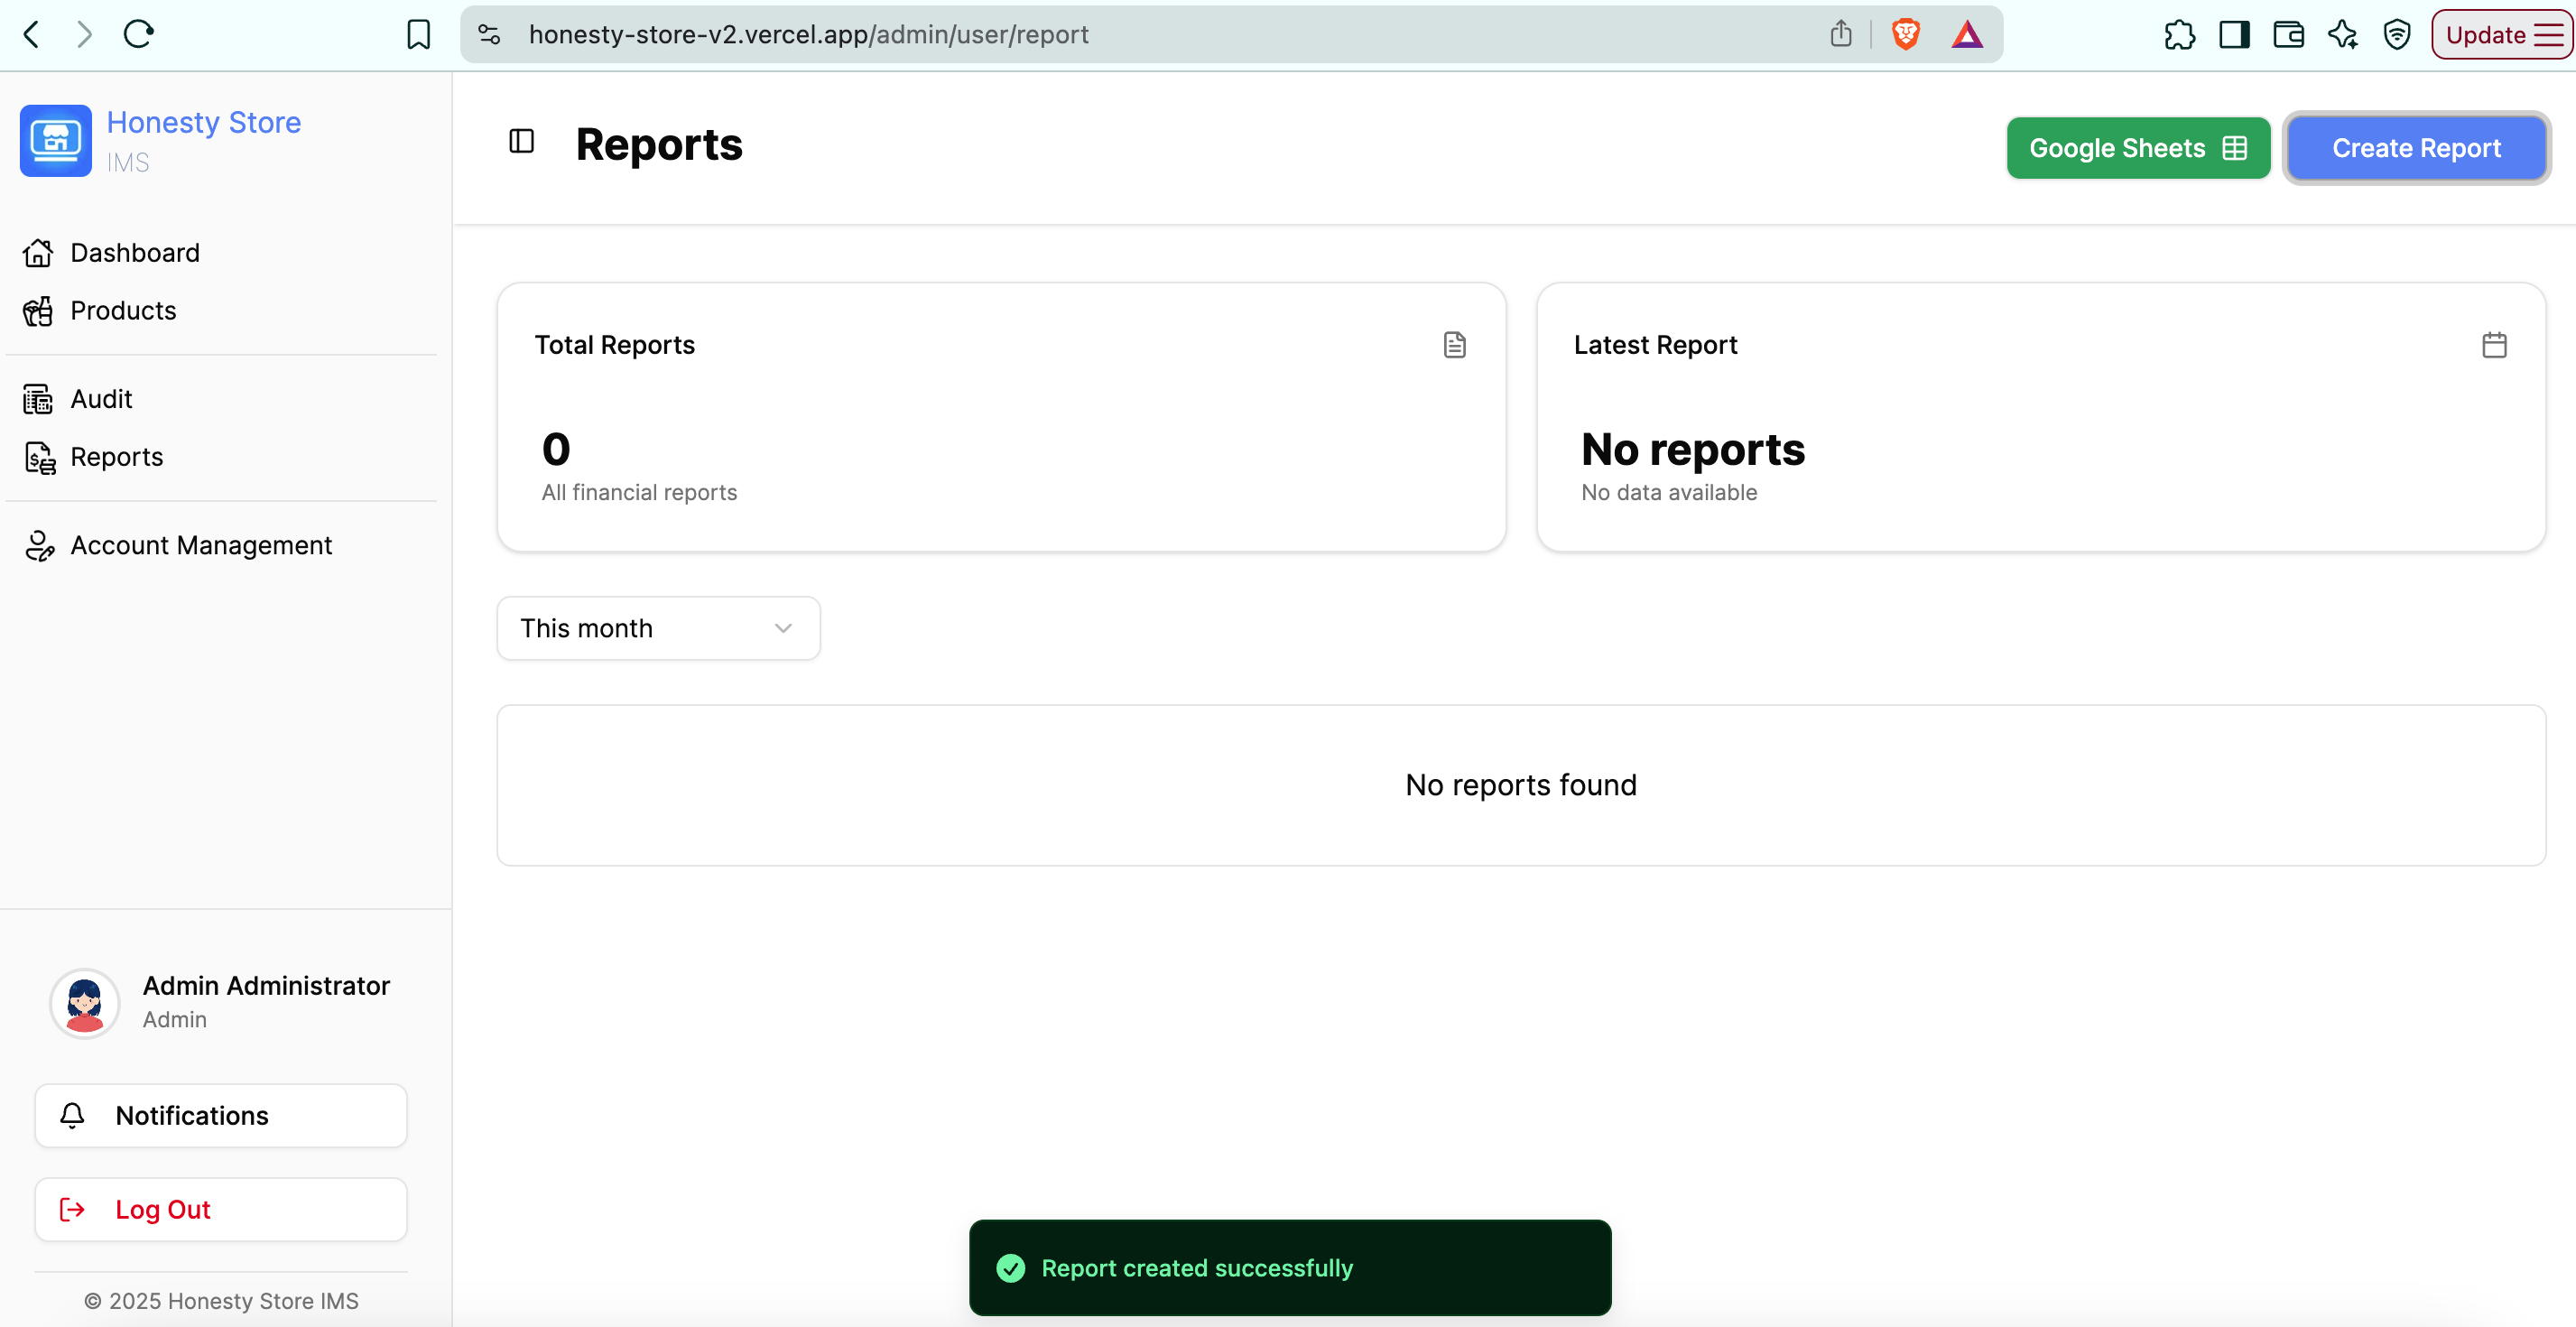 honesty-store-v2.vercel.app/admin/user/report
Update
Honesty Store
IMS
Dashboard
Products
Audit
Reports
Account Management
Admin Administrator
Admin
Notifications
Log Out
© 2025 Honesty Store IMS
Reports
Google Sheets
Create Report
Total Reports
0
All financial reports
Latest Report
No reports
No data available
This month
No reports found
Report created successfully